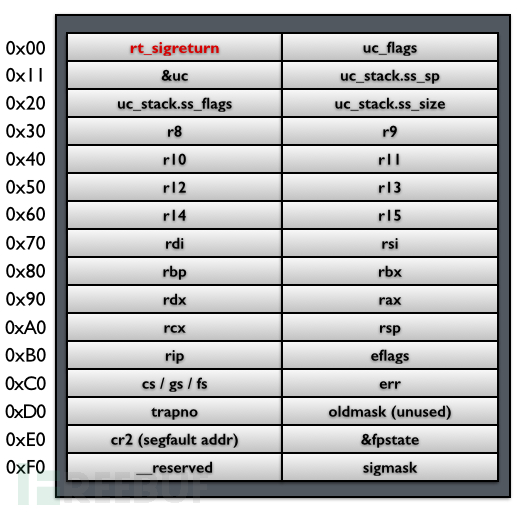 0x00 rt_sigreturn uc_flags
0x11 &uc uc_stack.ss_sp
0x20 uc_stack.ss_flags uc_stack.ss_size
0x30 r8 r9
0x40 r10 r11
0x50 r12 r13
0x60 r14 r15
0x70 rdi rsi
0x80 rbp rbx
0x90 rdx rax
0xA0 rcx rsp
0xB0 rip eflags
0xC0 cs / gs / fs err
0xD0 trapno oldmask (unused)
0xE0 cr2 (segfault addr) &fpstate
0xF0 __reserved sigmask
FREEBUF